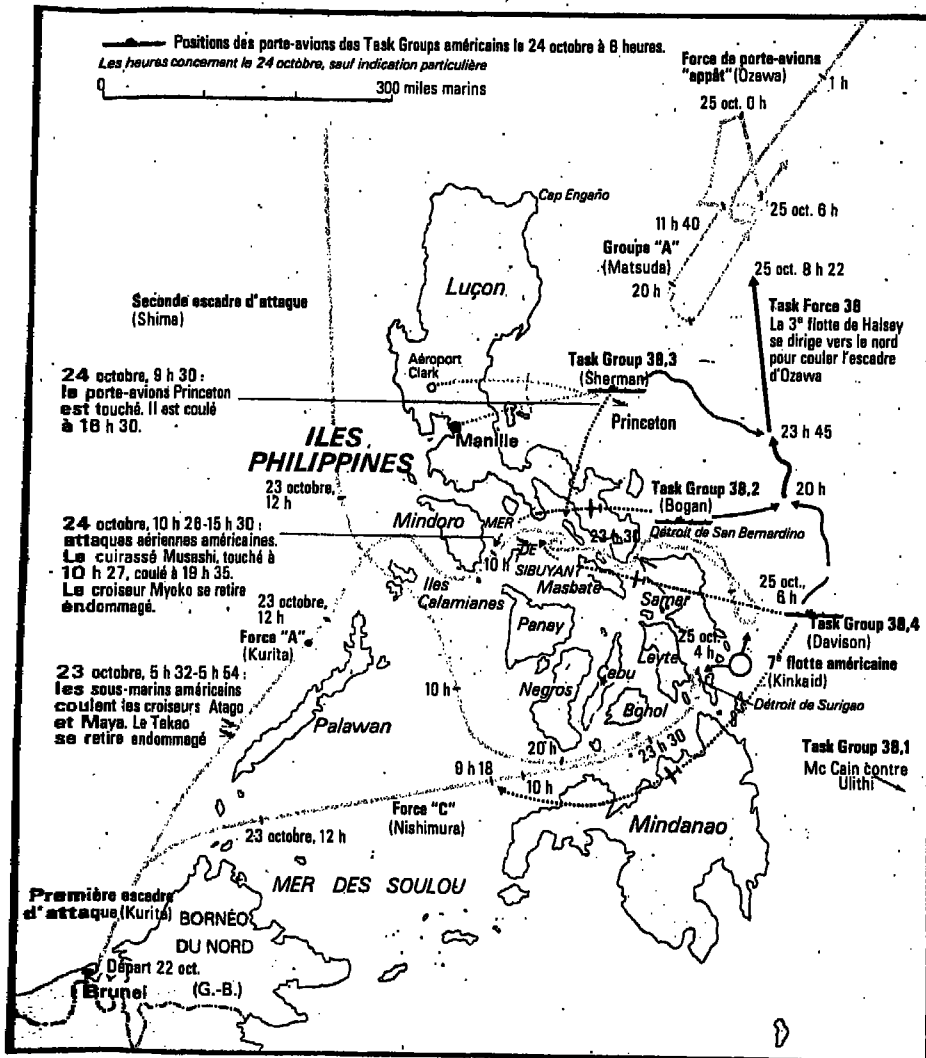 Positions des porte-avions des Task Groups américains le 24 octobre à 6 heures.
Les heures concernent le 24 octobre, sauf indication particulière
0
300 miles marins
Force de porte-avions
"appât" (Ozawa)
1 h
25 oct. 0 h
Cap Engaño
11 h 40
25 oct. 6 h
Groupe "A"
(Matsuda)
20 h
25 oct. 8 h 22
Luçon
Seconde escadre d'attaque
(Shima)
Task Force 38
La 3e flotte de Halsey
se dirige vers le nord
pour couler l'escadre
d'Ozawa
Aéroport
Clark
Task Group 38,3
(Sherman)
24 octobre, 9 h 30 :
le porte-avions Princeton
est touché. Il est coulé
à 16 h 30.
Princeton
Manille
23 h 45
ILES
PHILIPPINES
23 octobre,
12 h
Task Group 38,2
(Bogan)
20 h
Mindoro
MER
DE
SIBUYANT
Détroit de San Bernardino
23 h 30
10 h
24 octobre, 10 h 26-15 h 30 :
attaques aériennes américaines.
Le cuirassé Musashi, touché à
10 h 27, coulé à 19 h 35.
Le croiseur Myoko se retire
endommagé.
Iles
Calamianes
Masbate
Samar
25 oct.,
6 h
23 octobre,
12 h
Force "A"
(Kurita)
Panay
Task Group 38,4
(Davison)
25 oct.
4 h
7e flotte américaine
(Kinkaid)
Leyte
Cebu
Negros
Bohol
Détroit de Surigao
23 octobre, 5 h 32-5 h 54 :
les sous-marins américains
coulent les croiseurs Atago
et Maya. Le Takao
se retire endommagé
10 h
Palawan
20 h
23 h 30
Task Group 38,1
Mc Cain contre
Ulithi
9 h 18
10 h
Force "C"
(Nishimura)
Mindanao
23 octobre, 12 h
MER DES SOULOU
Première escadre
d'attaque (Kurita)
BORNÉO
DU NORD
(G.-B.)
Départ 22 oct.
Brunei